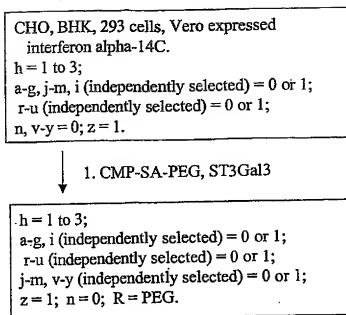 CHO, BHK, 293 cells, Vero expressed
interferon alpha-14C.
h = 1 to 3;
a-g, j-m, i (independently selected) = 0 or 1;
r-u (independently selected) = 0 or 1;
n, v-y = 0; z = 1.
1. CMP-SA-PEG, ST3Gal3
h = 1 to 3;
a-g, i (independently selected) = 0 or 1;
r-u (independently selected) = 0 or 1;
j-m, v-y (independently selected) = 0 or 1;
z = 1; n = 0; R = PEG.